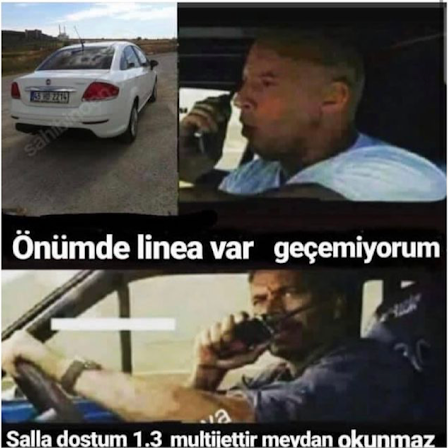 Önümde linea var geçemiyorum
Salla dostum 1.3 multijettir meydan okunmaz